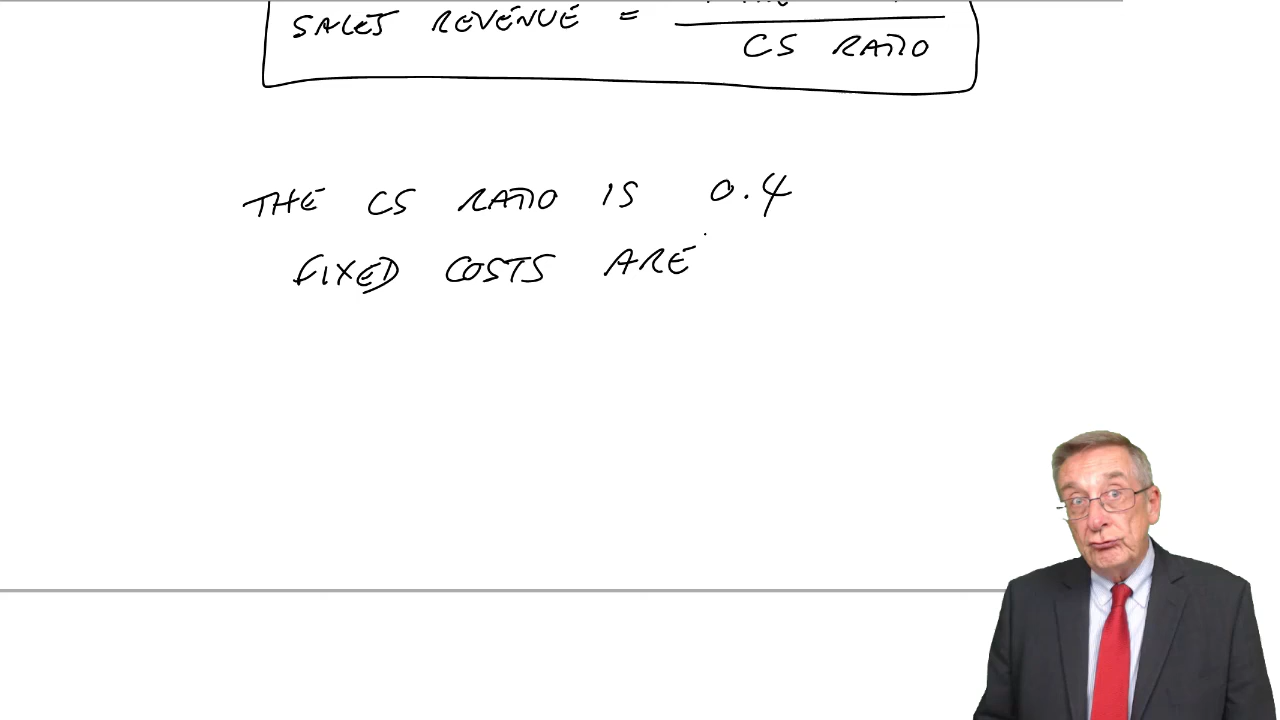 SALES REVENUE =
CS RATIO
THE CS RATIO IS 0.4
FIXED COSTS ARE